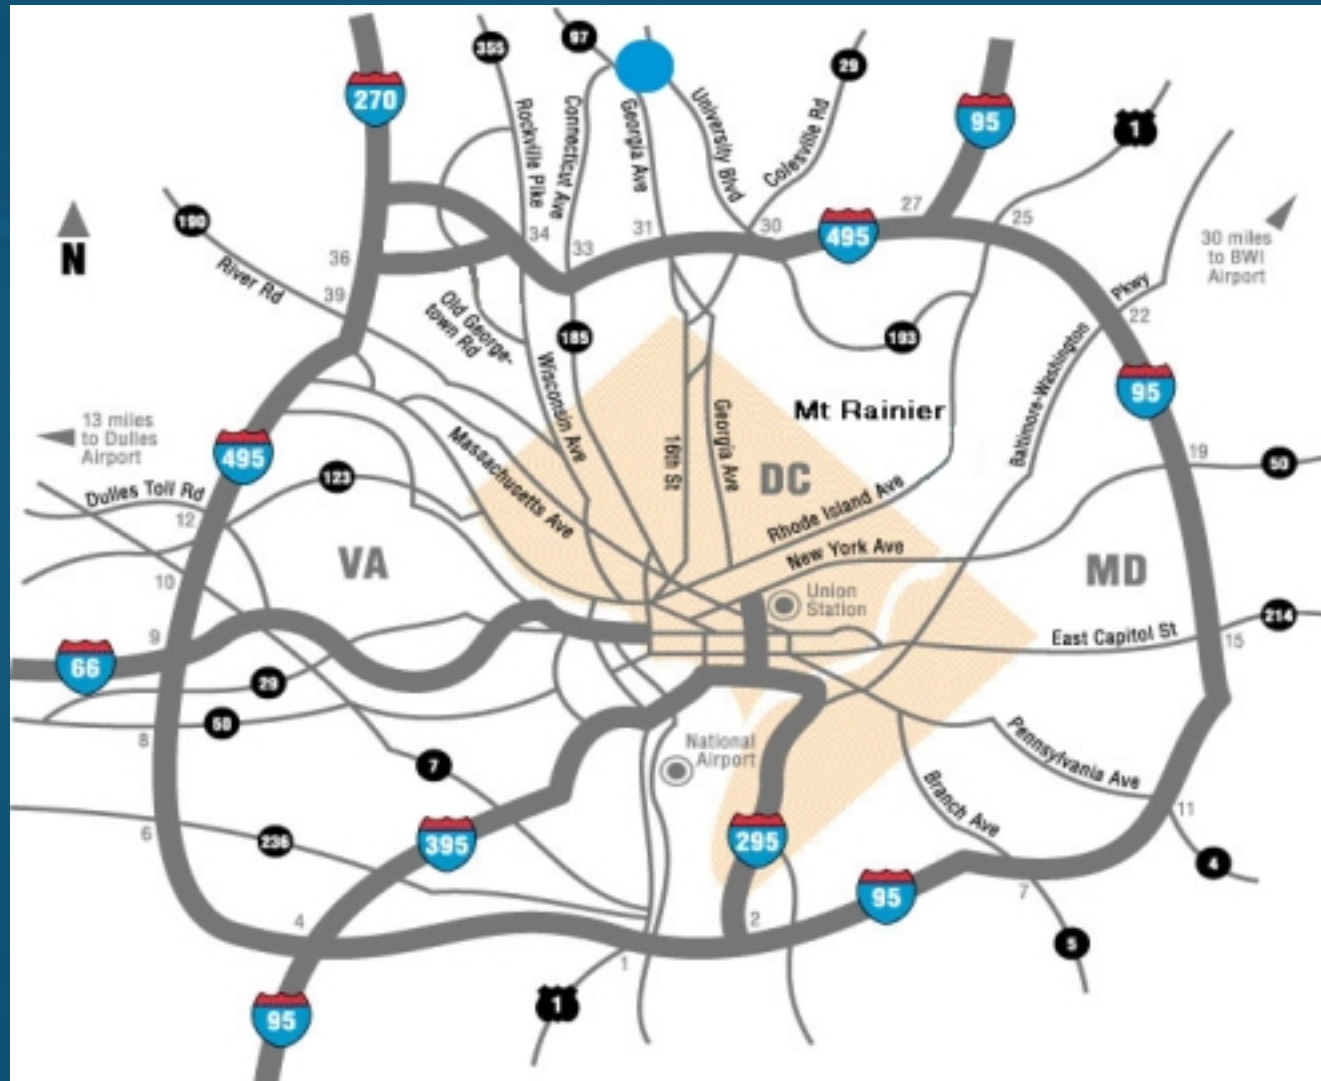 355
97
29
270
95
1
Rockville Pike
Connecticut Ave
Georgia Ave
University Blvd
Colesville Rd
190
N
River Rd
36
39
34
33
31
30
495
27
25
30 miles
to BWI
Airport
Pkwy
22
Old George-
town Rd
185
193
Baltimore-Washington
95
Wisconsin Ave
Mt Rainier
13 miles
to Dulles
Airport
495
Massachusetts Ave
16th St
Georgia Ave
DC
19
50
123
Dulles Toll Rd
12
Rhode Island Ave
New York Ave
VA
MD
10
Union
Station
214
9
East Capitol St
15
66
29
50
8
National
Airport
7
Pennsylvania Ave
Branch Ave
11
6
236
395
295
4
95
7
4
2
5
1
1
95